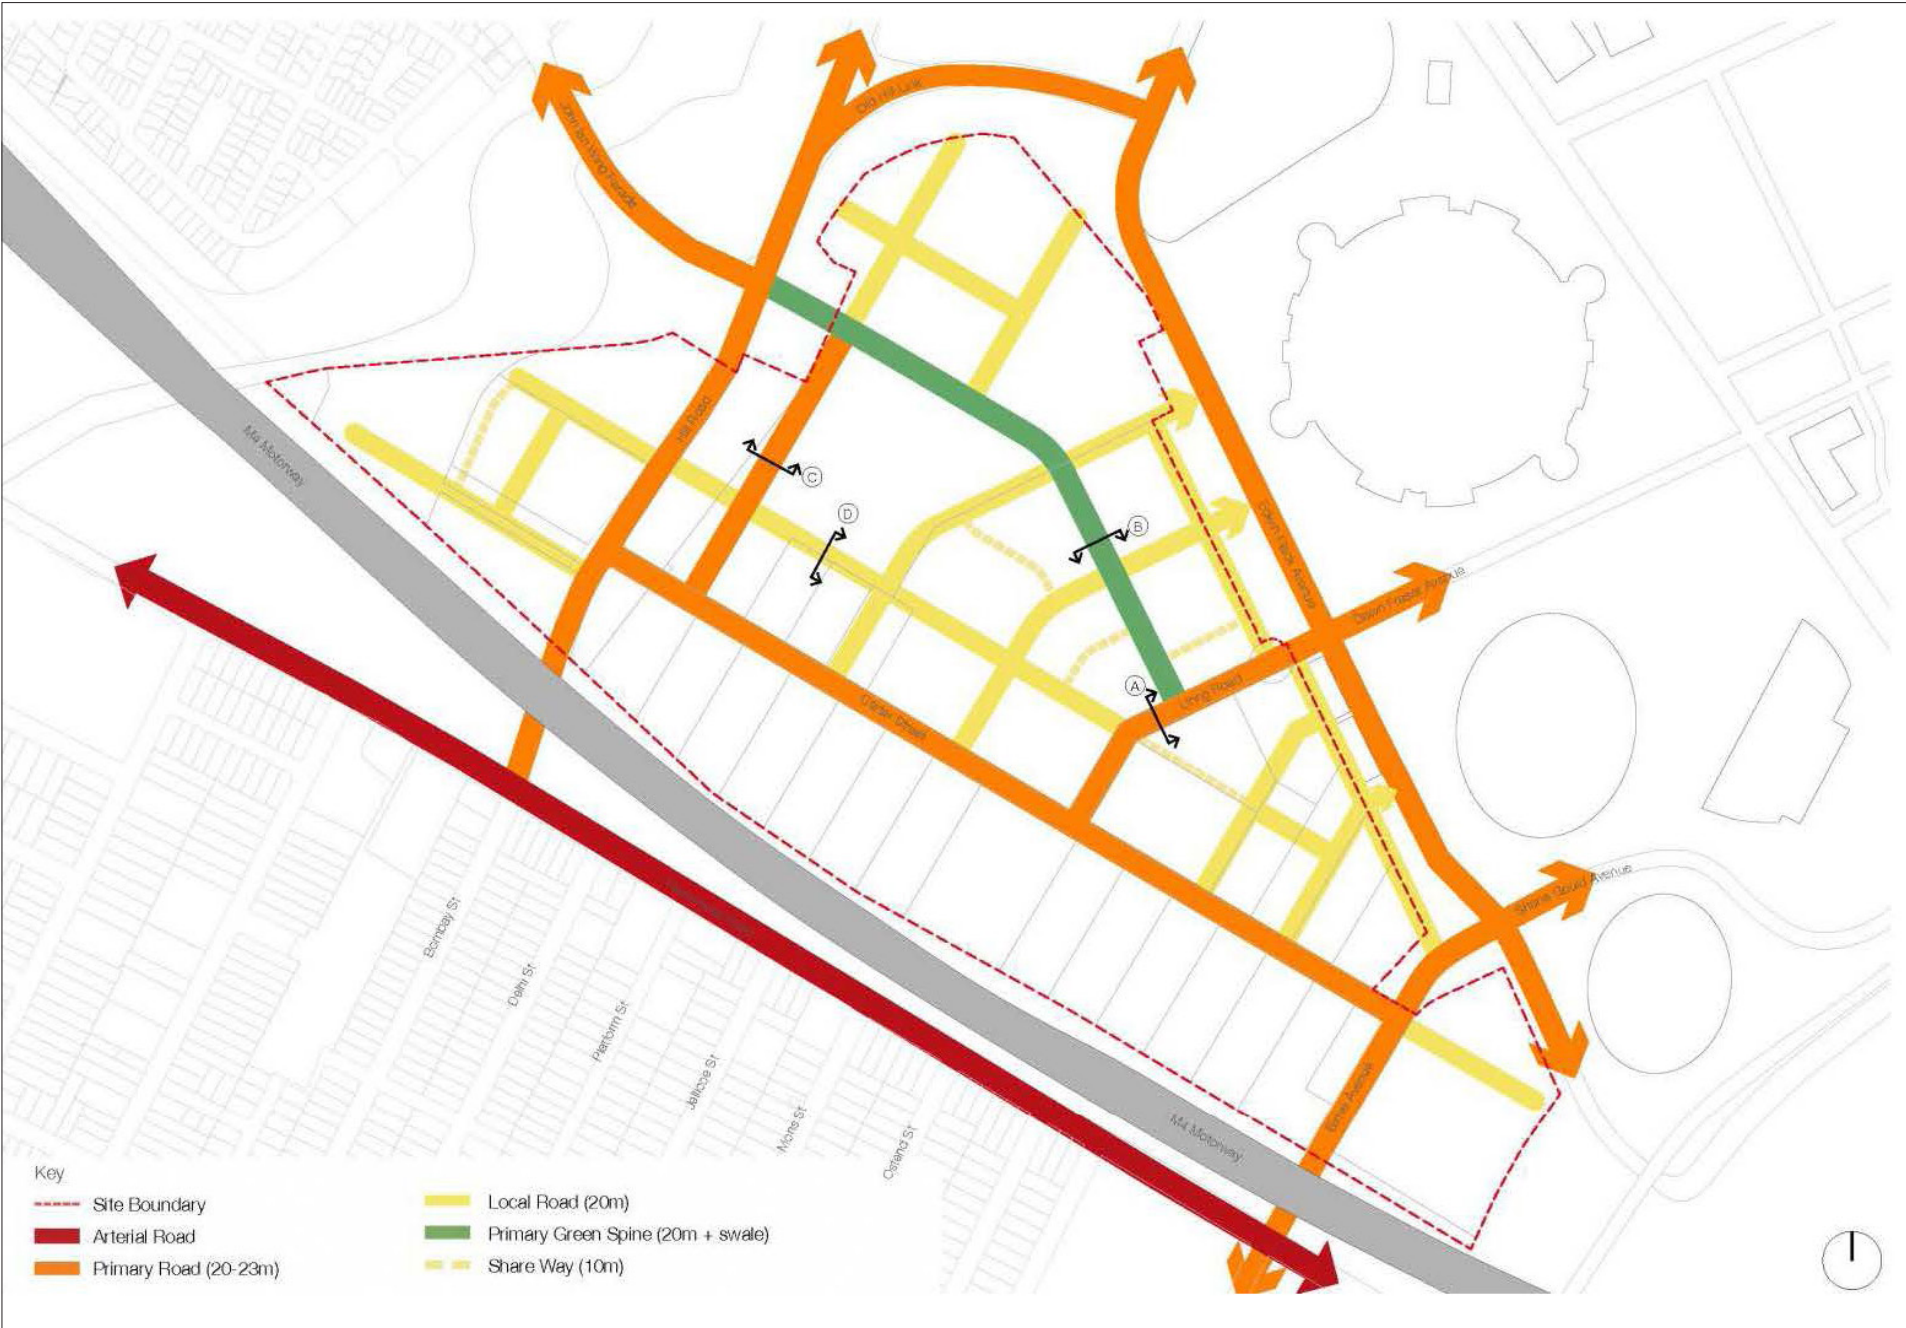 John Ian Wing Parade
Old Hill Link
Hill Road
M4 Motorway
C
D
B
Edwin Flack Avenue
Dawn Fraser Avenue
A
Uhrig Road
Carter Street
Shane Gould Avenue
Birnie Avenue
M4 Motorway
Bombay St
Delhi St
Platform St
Jellicoe St
Mons St
Ostend St
Key
Site Boundary
Arterial Road
Primary Road (20-23m)
Local Road (20m)
Primary Green Spine (20m + swale)
Share Way (10m)